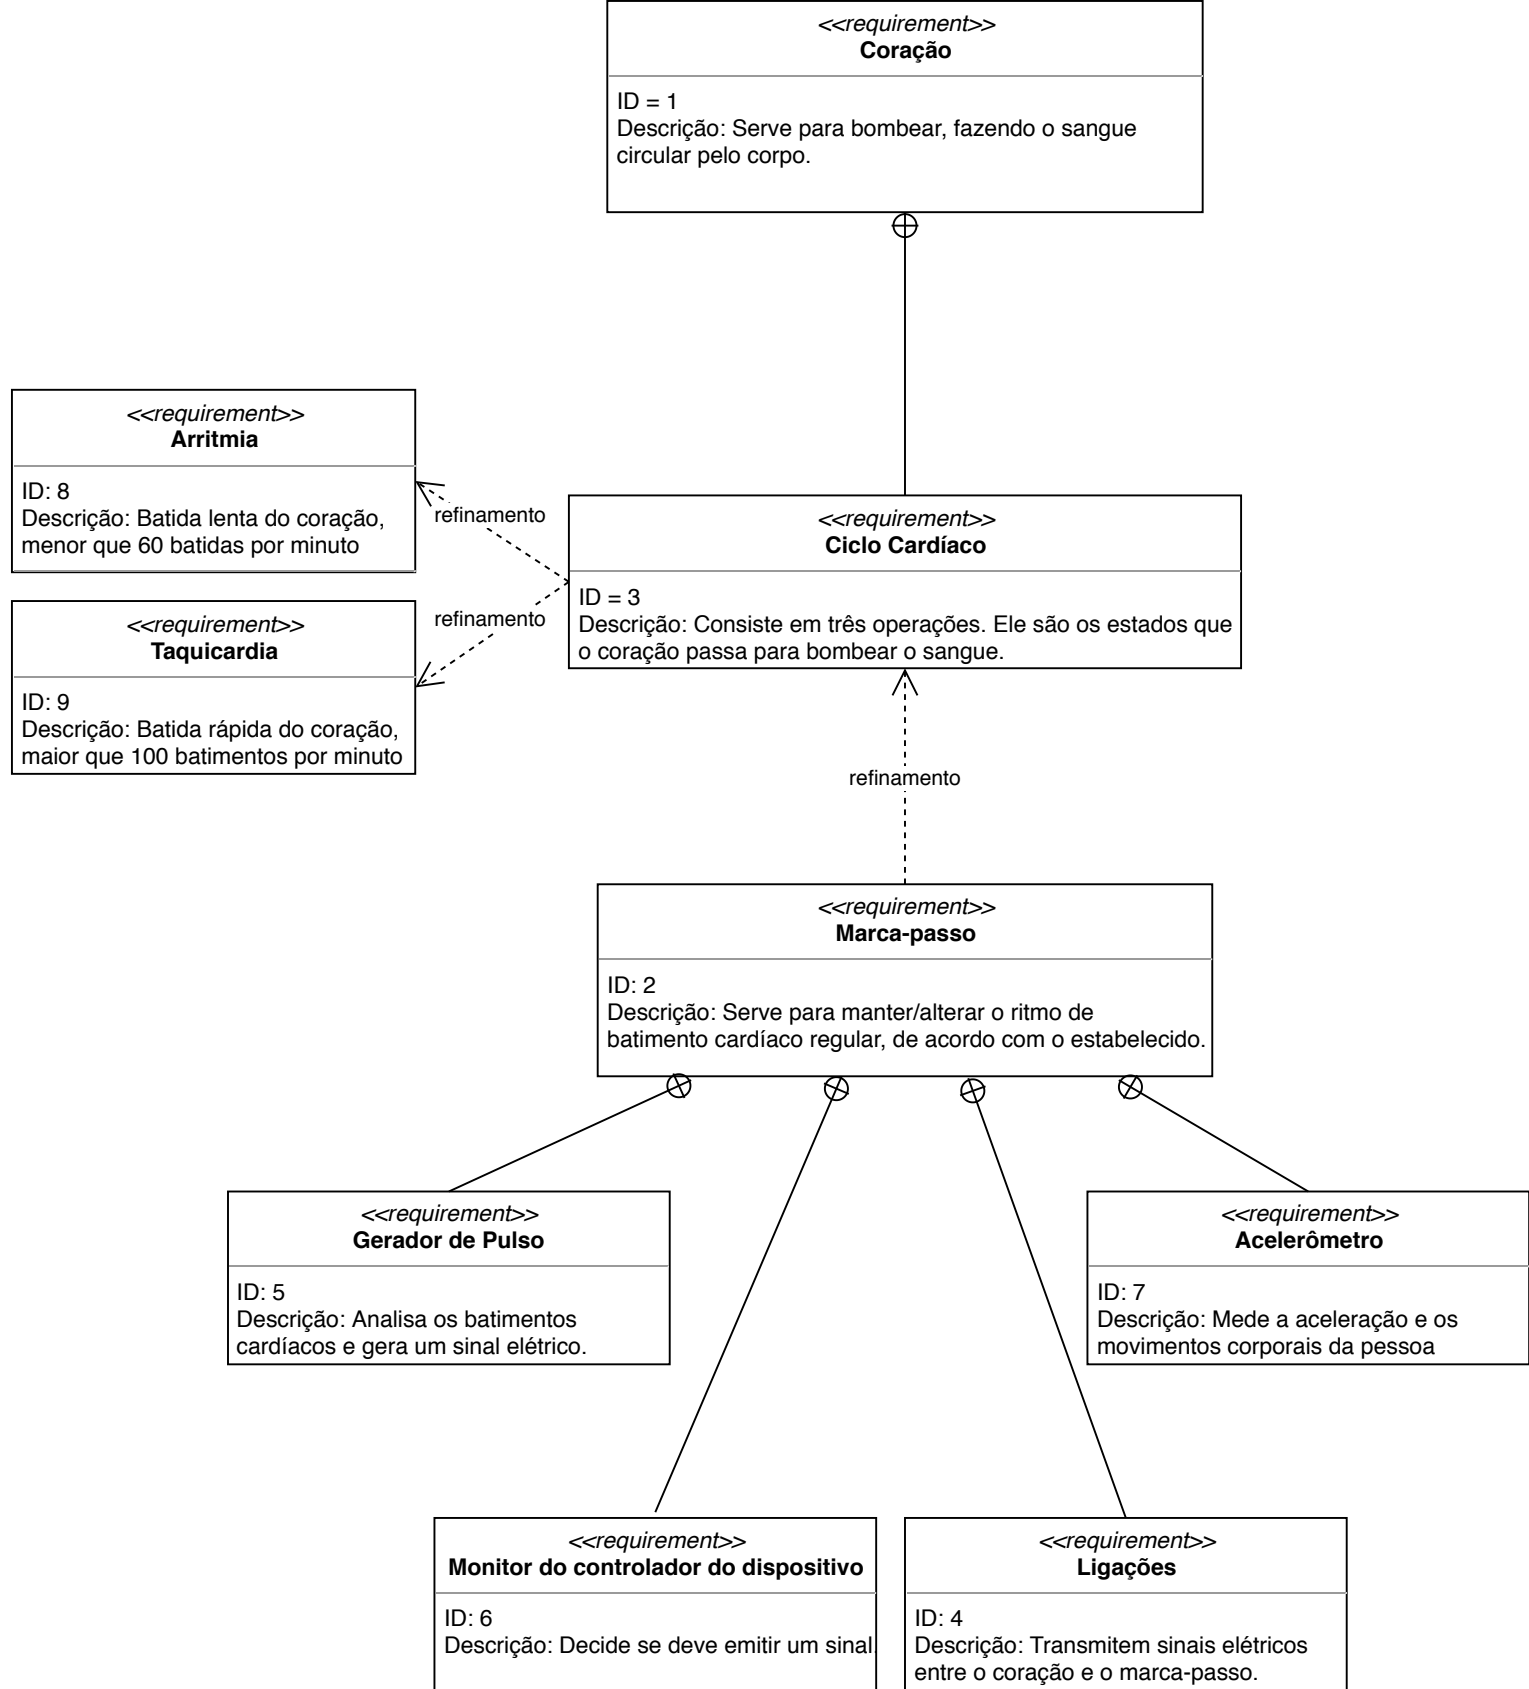 <<requirement>>
Coração
ID = 1
Descrição: Serve para bombear, fazendo o sangue
circular pelo corpo.
<<requirement>>
Arritmia
ID: 8
Descrição: Batida lenta do coração,
menor que 60 batidas por minuto
refinamento
<<requirement>>
Ciclo Cardíaco
ID = 3
Descrição: Consiste em três operações. Ele são os estados que
o coração passa para bombear o sangue.
refinamento
<<requirement>>
Taquicardia
ID: 9
Descrição: Batida rápida do coração,
maior que 100 batimentos por minuto
refinamento
<<requirement>>
Marca-passo
ID: 2
Descrição: Serve para manter/alterar o ritmo de
batimento cardíaco regular, de acordo com o estabelecido.
<<requirement>>
Gerador de Pulso
ID: 5
Descrição: Analisa os batimentos
cardíacos e gera um sinal elétrico.
<<requirement>>
Acelerômetro
ID: 7
Descrição: Mede a aceleração e os
movimentos corporais da pessoa
<<requirement>>
Monitor do controlador do dispositivo
ID: 6
Descrição: Decide se deve emitir um sinal.
<<requirement>>
Ligações
ID: 4
Descrição: Transmitem sinais elétricos
entre o coração e o marca-passo.